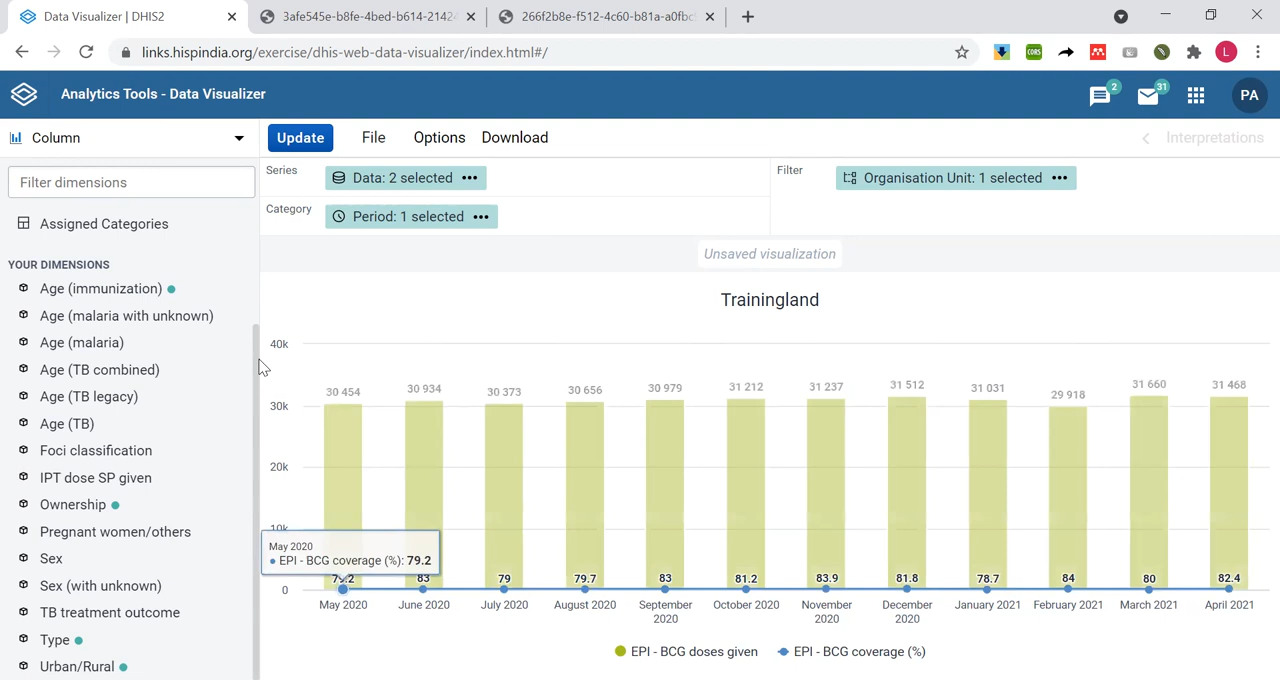 Data Visualizer | DHIS2
3afe545e-b8fe-4bed-b614-21424
266f2b8e-f512-4c60-b81a-a0fbc
links.hispindia.org/exercise/dhis-web-data-visualizer/index.html#/
CORS
L
Analytics Tools - Data Visualizer
2
31
PA
Column
Update
File
Options
Download
Interpretations
Filter dimensions
Series
Data: 2 selected
Filter
Organisation Unit: 1 selected
Category
Period: 1 selected
Assigned Categories
Unsaved visualization
YOUR DIMENSIONS
Age (immunization)
Age (malaria with unknown)
Age (malaria)
Age (TB combined)
Age (TB legacy)
Age (TB)
Foci classification
IPT dose SP given
Ownership
Pregnant women/others
Sex
Sex (with unknown)
TB treatment outcome
Type
Urban/Rural
Trainingland
40k
30k
20k
10k
0
30 454
30 934
30 373
30 656
30 979
31 212
31 237
31 512
31 031
29 918
31 660
31 468
May 2020
EPI - BCG coverage (%): 79.2
79.2
83
79
79.7
83
81.2
83.9
81.8
78.7
84
80
82.4
May 2020
June 2020
July 2020
August 2020
September 2020
October 2020
November 2020
December 2020
January 2021
February 2021
March 2021
April 2021
EPI - BCG doses given
EPI - BCG coverage (%)